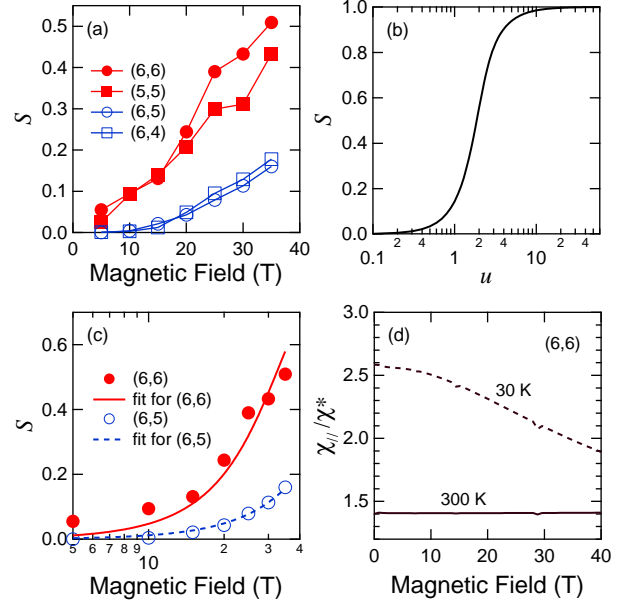 (a)
S
0.5
0.4
0.3
0.2
0.1
0.0
(6,6)
(5,5)
(6,5)
(6,4)
0 10 20 30 40
Magnetic Field (T)
(b)
S
1.0
0.8
0.6
0.4
0.2
0.0
0.1 2 4 1 2 4 10 2 4
u
(c)
S
0.6
0.4
0.2
0.0
(6,6)
fit for (6,6)
(6,5)
fit for (6,5)
5 6 7 8 9 10 2 3 4
Magnetic Field (T)
(d)
(6,6)
χ//χ*
3.0
2.5
2.0
1.5
30 K
300 K
0 10 20 30 40
Magnetic Field (T)